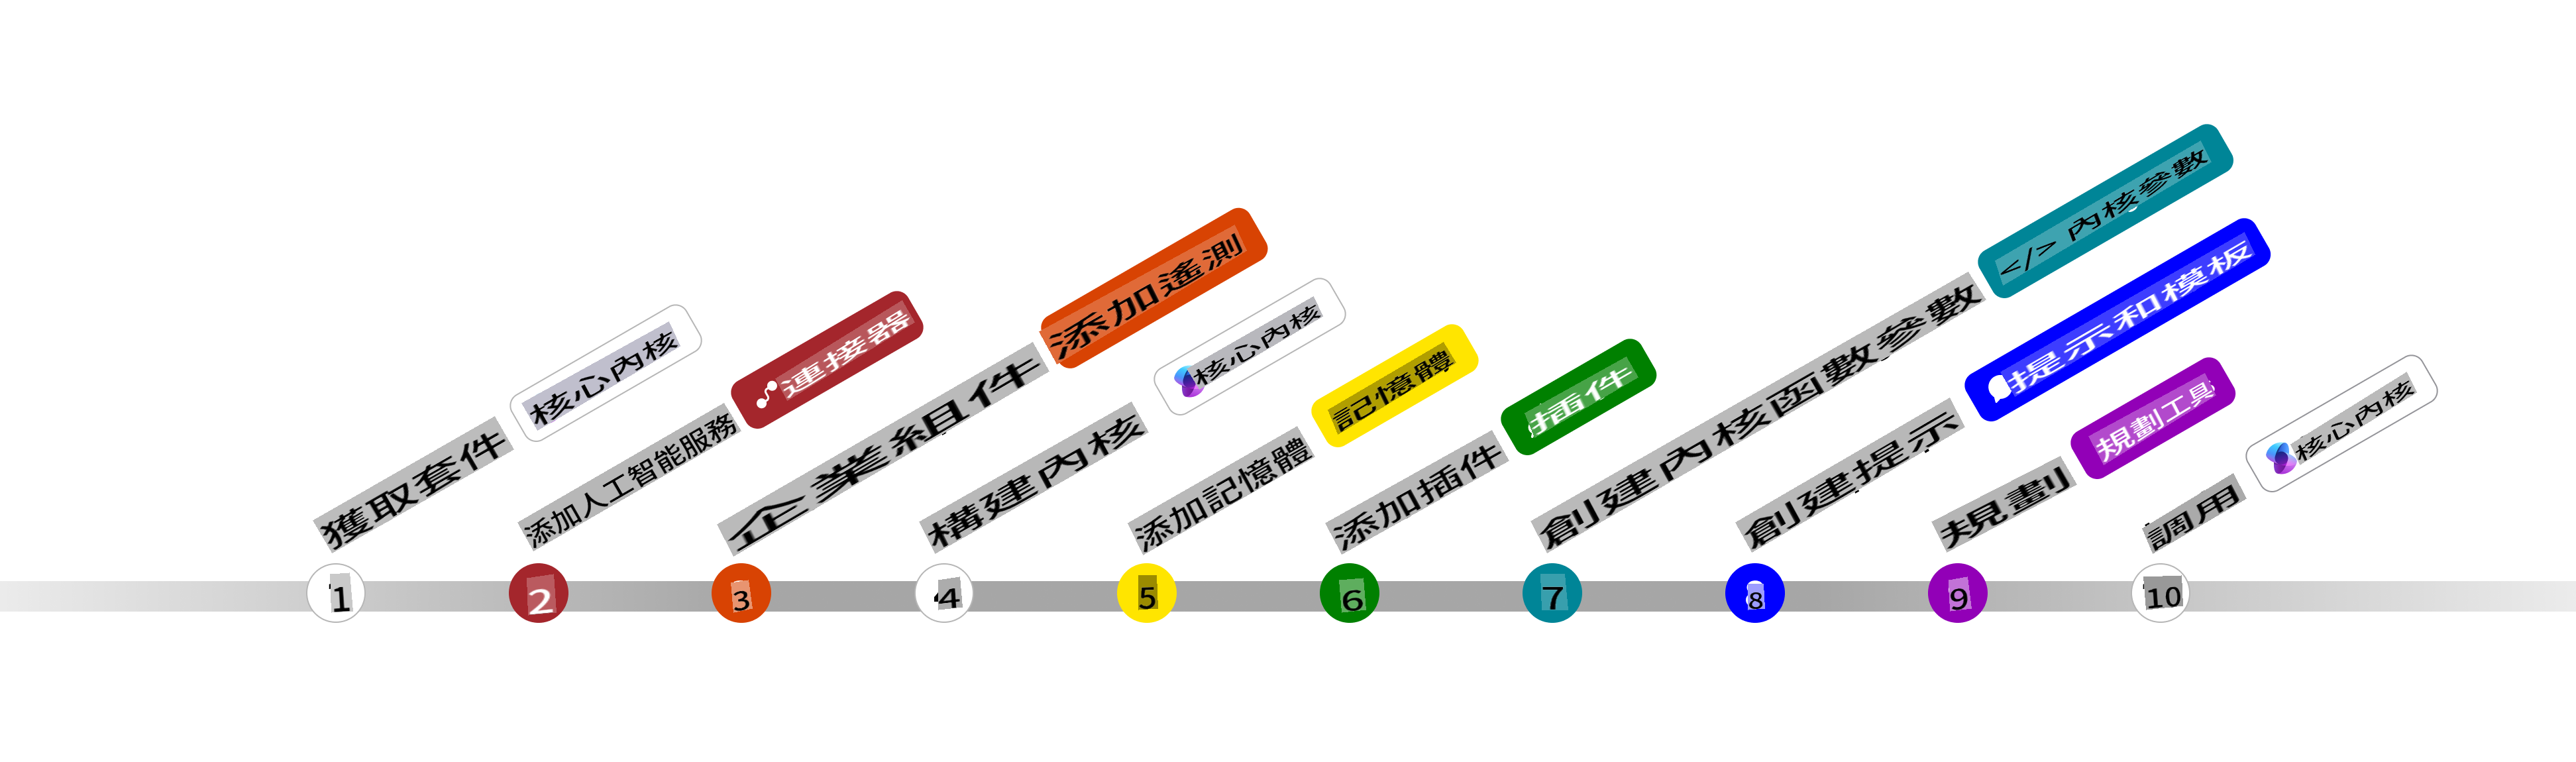 獲取套件 核心內核
添加人工智能服務 連接器
企業組件 添加遙測
構建內核 核心內核
添加記憶體 記憶體
添加插件 插件
創建內核函數參數 </> 內核參數
創建提示 提示和模板
規劃 規劃工具
調用 核心內核
1 2 3 4 5 6 7 8 9 10